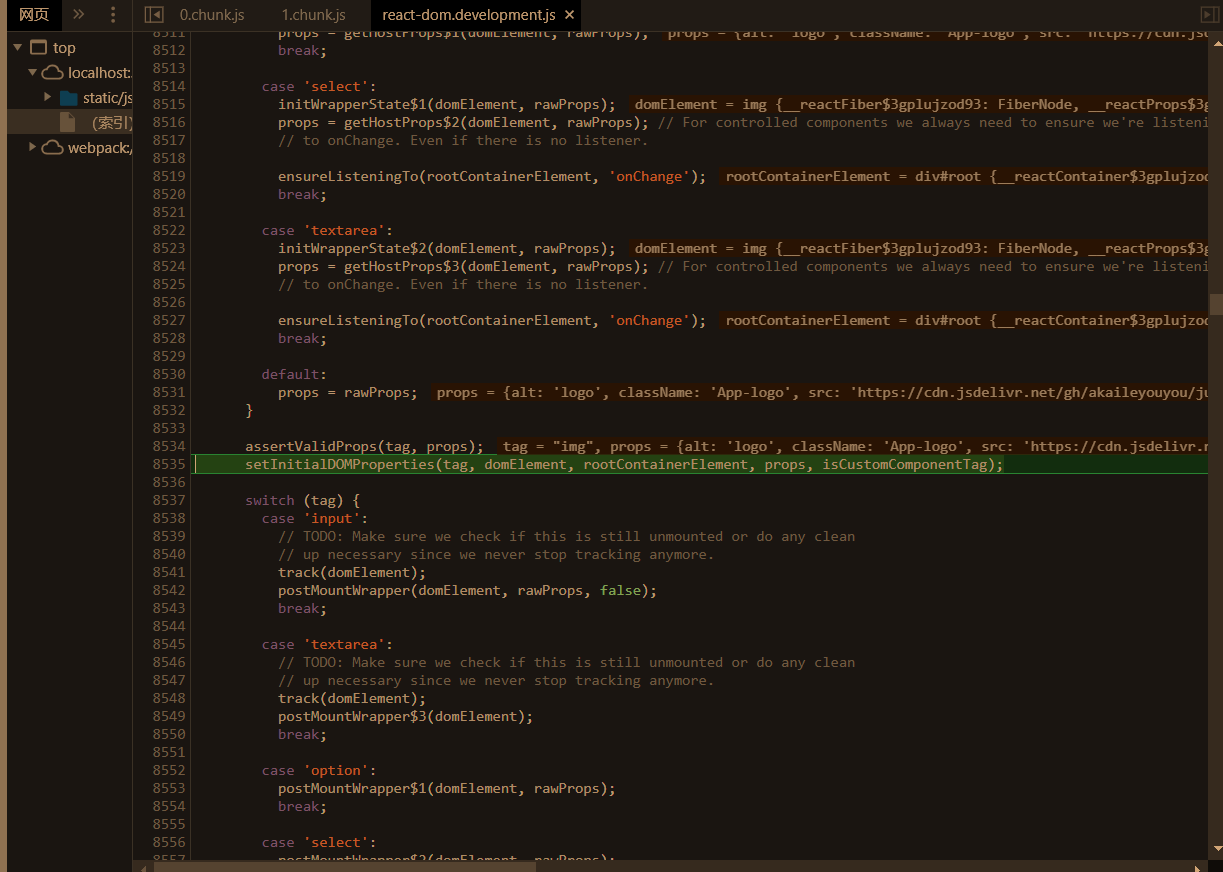 网页
0.chunk.js
1.chunk.js
react-dom.development.js ×
top
localhost:
static/js
(索引)
webpack:/
8511 props = getHostProps$1(domElement, rawProps); props = {alt: 'logo', className: 'App-logo', src: 'https://cdn.jsd
8512 break;
8513
8514 case 'select':
8515 initWrapperState$1(domElement, rawProps); domElement = img {__reactFiber$3gplujzod93: FiberNode, __reactProps$3g
8516 props = getHostProps$2(domElement, rawProps); // For controlled components we always need to ensure we're listeni
8517 // to onChange. Even if there is no listener.
8518
8519 ensureListeningTo(rootContainerElement, 'onChange'); rootContainerElement = div#root {__reactContainer$3gplujzod
8520 break;
8521
8522 case 'textarea':
8523 initWrapperState$2(domElement, rawProps); domElement = img {__reactFiber$3gplujzod93: FiberNode, __reactProps$3g
8524 props = getHostProps$3(domElement, rawProps); // For controlled components we always need to ensure we're listeni
8525 // to onChange. Even if there is no listener.
8526
8527 ensureListeningTo(rootContainerElement, 'onChange'); rootContainerElement = div#root {__reactContainer$3gplujzod
8528 break;
8529
8530 default:
8531 props = rawProps; props = {alt: 'logo', className: 'App-logo', src: 'https://cdn.jsdelivr.net/gh/akaileyouyou/ju
8532 }
8533
8534 assertValidProps(tag, props); tag = "img", props = {alt: 'logo', className: 'App-logo', src: 'https://cdn.jsdelivr.n
8535 setInitialDOMProperties(tag, domElement, rootContainerElement, props, isCustomComponentTag);
8536
8537 switch (tag) {
8538 case 'input':
8539 // TODO: Make sure we check if this is still unmounted or do any clean
8540 // up necessary since we never stop tracking anymore.
8541 track(domElement);
8542 postMountWrapper(domElement, rawProps, false);
8543 break;
8544
8545 case 'textarea':
8546 // TODO: Make sure we check if this is still unmounted or do any clean
8547 // up necessary since we never stop tracking anymore.
8548 track(domElement);
8549 postMountWrapper$3(domElement);
8550 break;
8551
8552 case 'option':
8553 postMountWrapper$1(domElement, rawProps);
8554 break;
8555
8556 case 'select':
8557 postMountWrapper$2(domElement, rawProps);